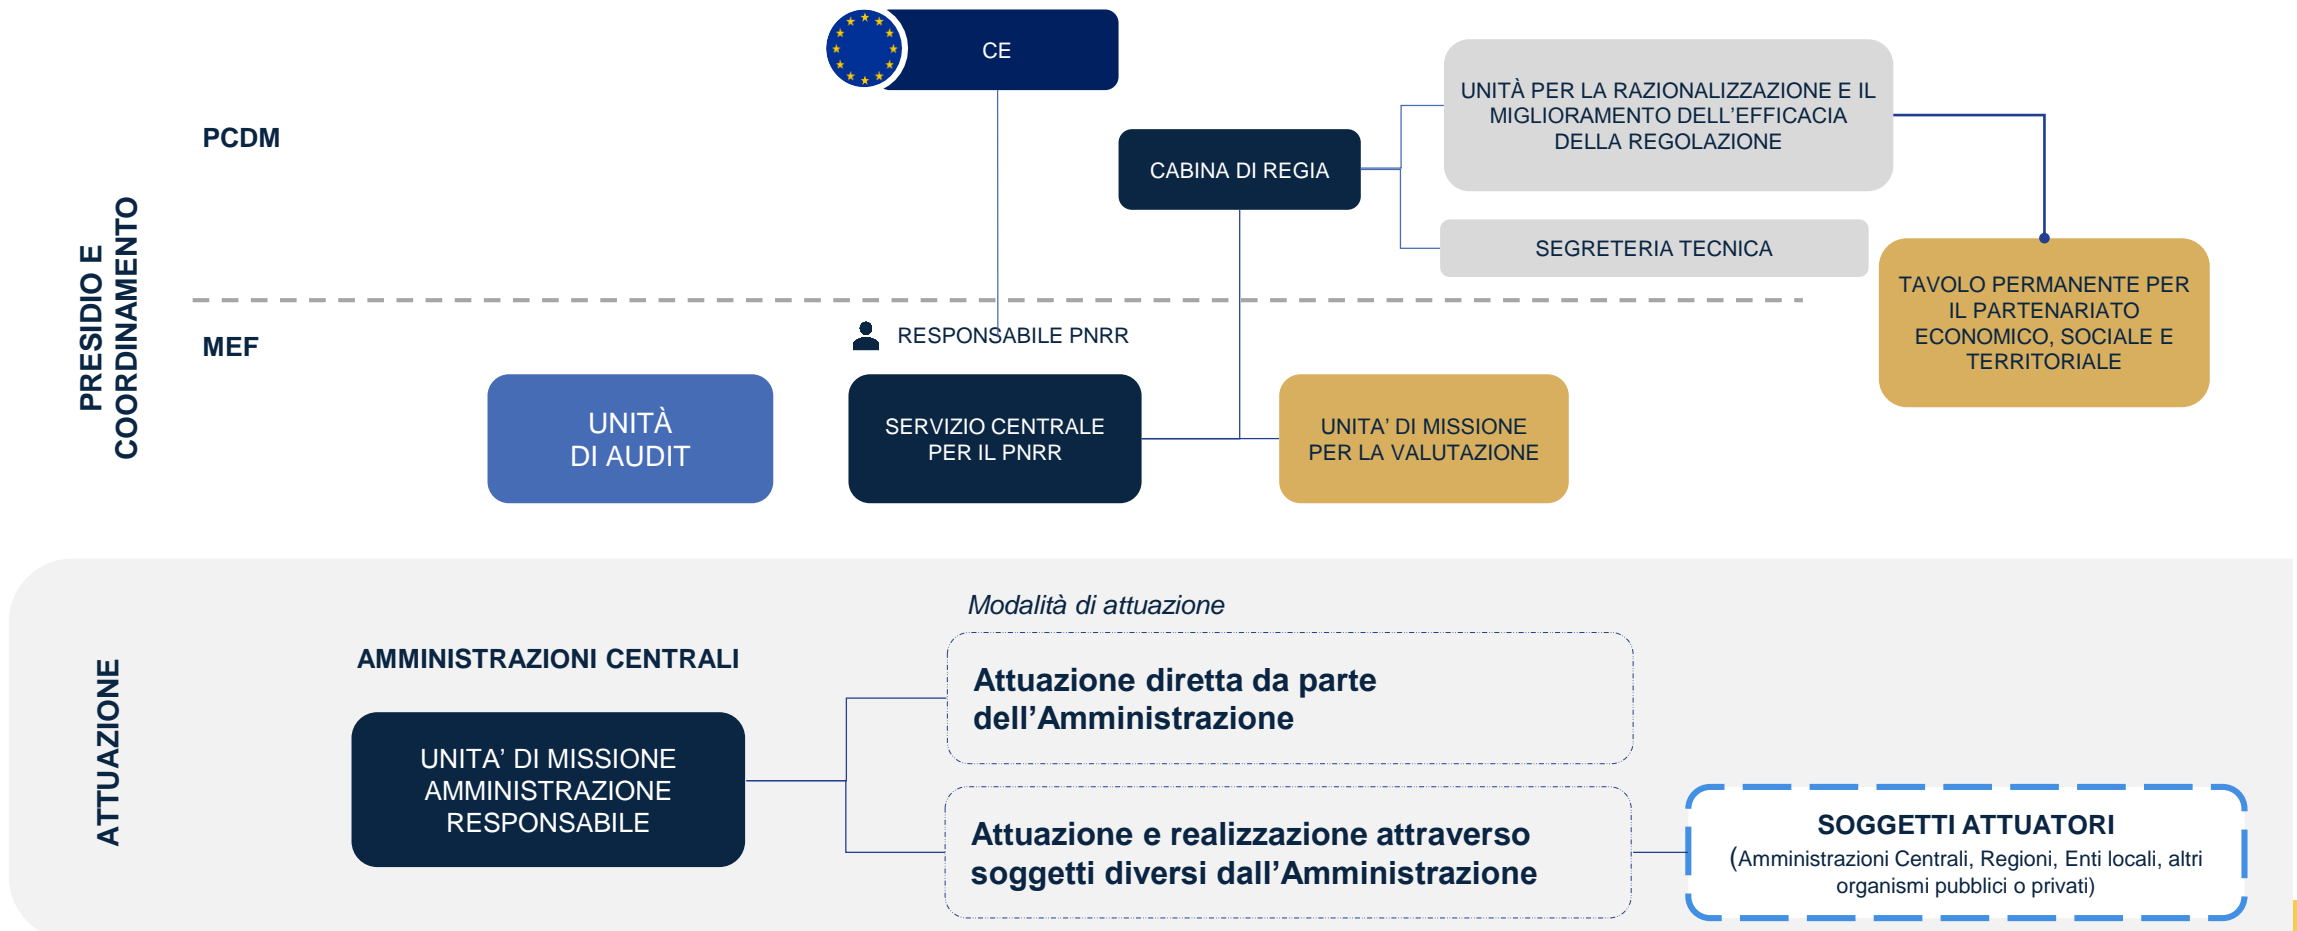 CE
PCDM
CABINA DI REGIA
UNITÀ PER LA RAZIONALIZZAZIONE E IL
MIGLIORAMENTO DELL’EFFICACIA
DELLA REGOLAZIONE
SEGRETERIA TECNICA
TAVOLO PERMANENTE PER
IL PARTENARIATO
ECONOMICO, SOCIALE E
TERRITORIALE
PRESIDIO E
COORDINAMENTO
MEF
RESPONSABILE PNRR
UNITÀ
DI AUDIT
SERVIZIO CENTRALE
PER IL PNRR
UNITA’ DI MISSIONE
PER LA VALUTAZIONE
ATTUAZIONE
AMMINISTRAZIONI CENTRALI
UNITA’ DI MISSIONE
AMMINISTRAZIONE
RESPONSABILE
Modalità di attuazione
Attuazione diretta da parte
dell’Amministrazione
Attuazione e realizzazione attraverso
soggetti diversi dall’Amministrazione
SOGGETTI ATTUATORI
(Amministrazioni Centrali, Regioni, Enti locali, altri
organismi pubblici o privati)